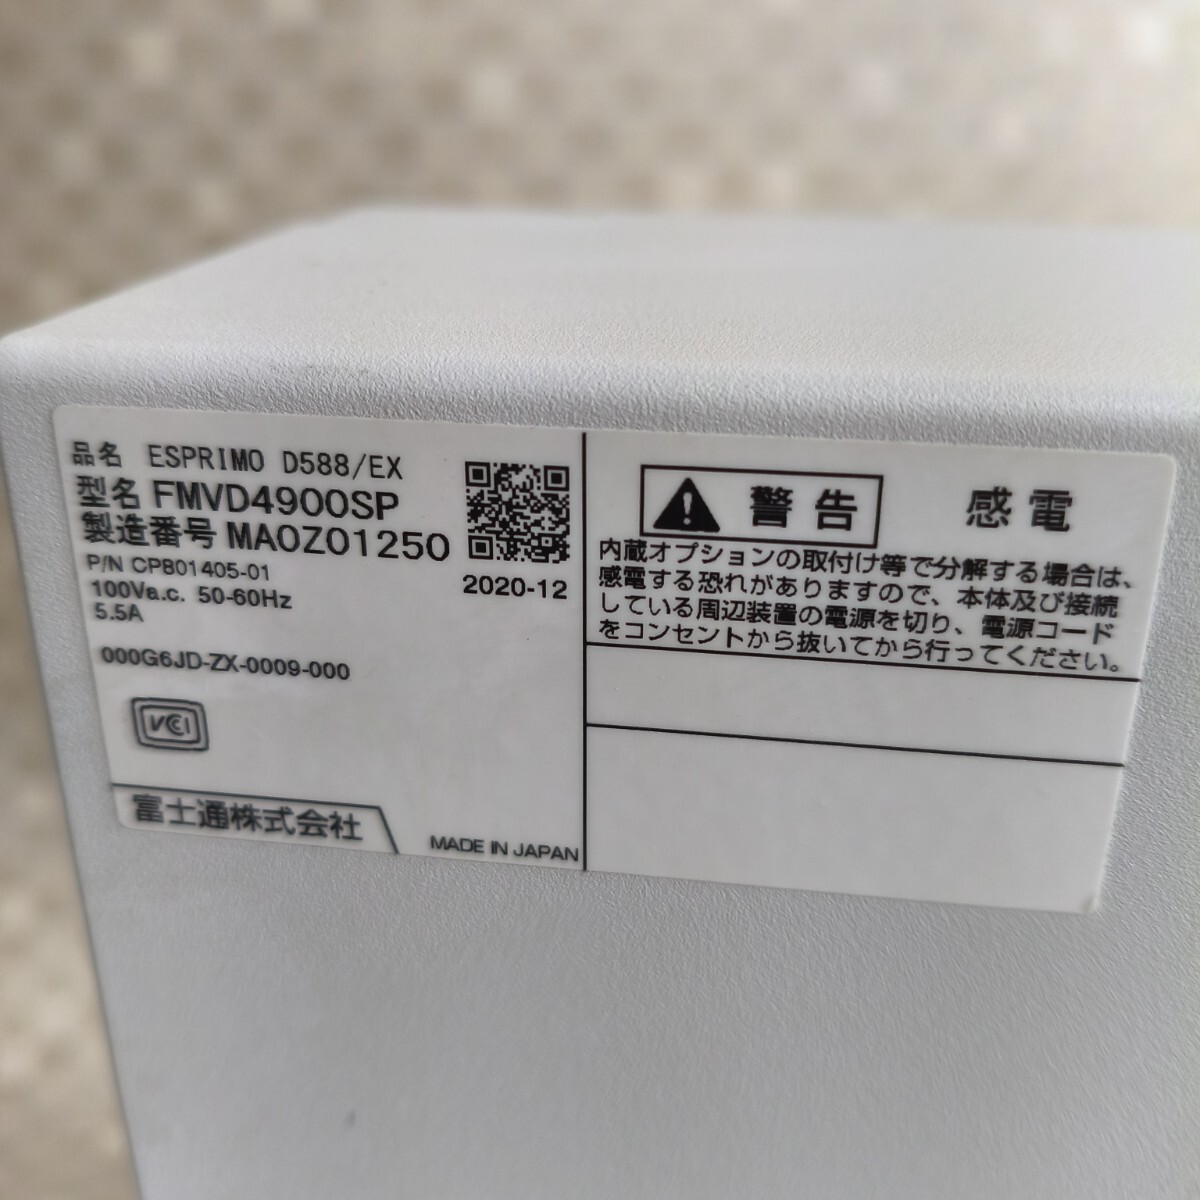 品名 ESPRIMO D588/EX
型名 FMVD4900SP
製造番号 MA0Z01250
P/N CP801405-01
100Va.c. 50-60Hz
5.5A
2020-12
000G6JD-ZX-0009-000
VCI
富士通株式会社
MADE IN JAPAN
警告 感電
内蔵オプションの取付け等で分解する場合は、
感電する恐れがありますので、本体及び接続
している周辺装置の電源を切り、電源コード
をコンセントから抜いてから行ってください。